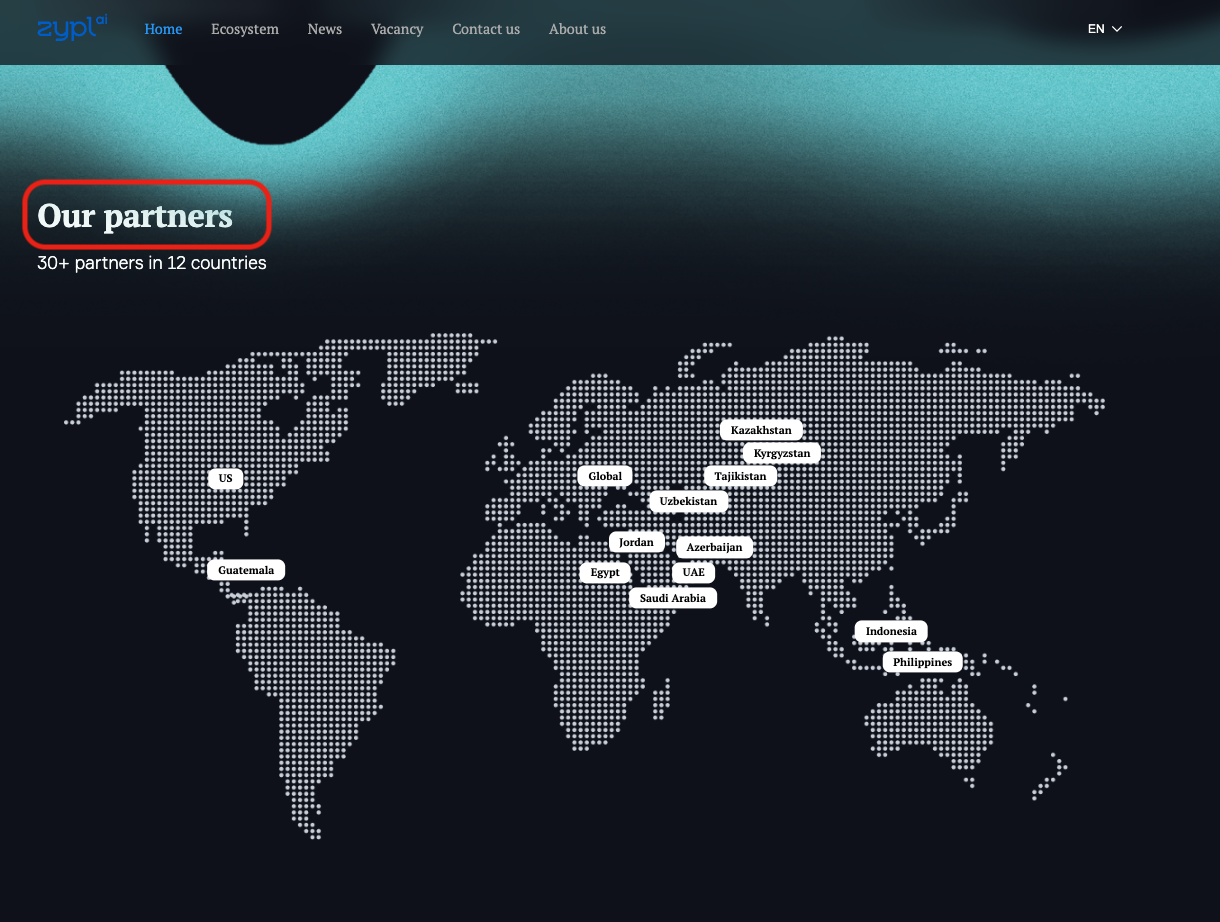 zypl ai
Home Ecosystem News Vacancy Contact us About us EN
Our partners
30+ partners in 12 countries
Kazakhstan
Kyrgyzstan
US Global Tajikistan
Uzbekistan
Jordan Azerbaijan
Guatemala Egypt UAE
Saudi Arabia
Indonesia
Philippines